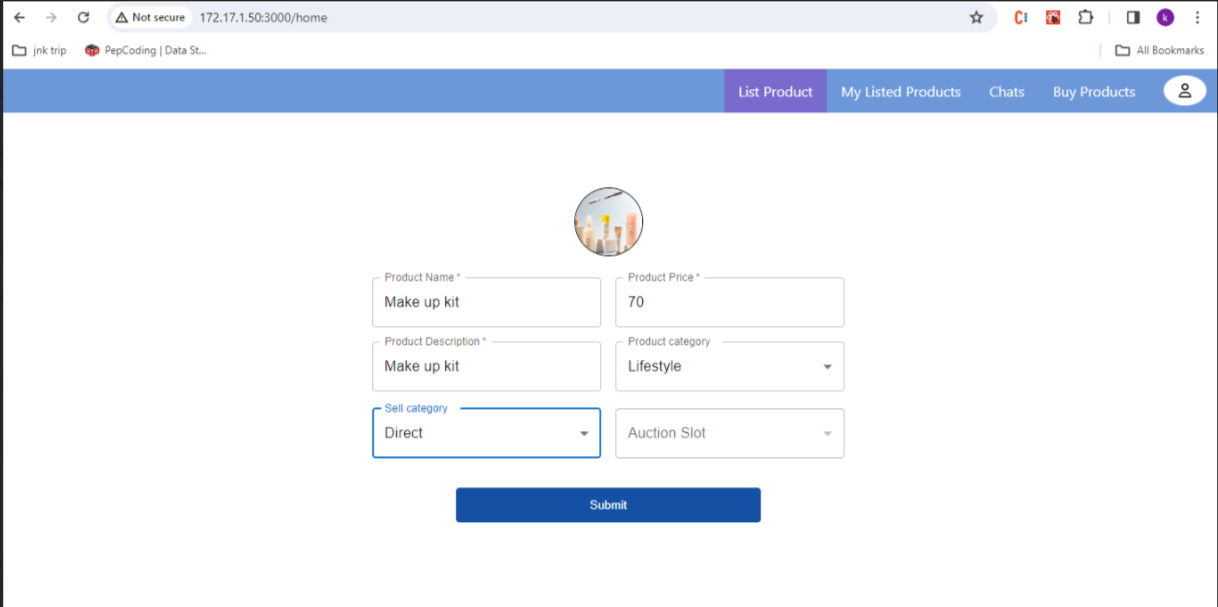 Not secure 172.17.1.50:3000/home
k
jnk trip PepCoding | Data St... All Bookmarks
List Product My Listed Products Chats Buy Products
Product Name * Product Price *
Make up kit 70
Product Description * Product category
Make up kit Lifestyle
Sell category
Direct Auction Slot
Submit